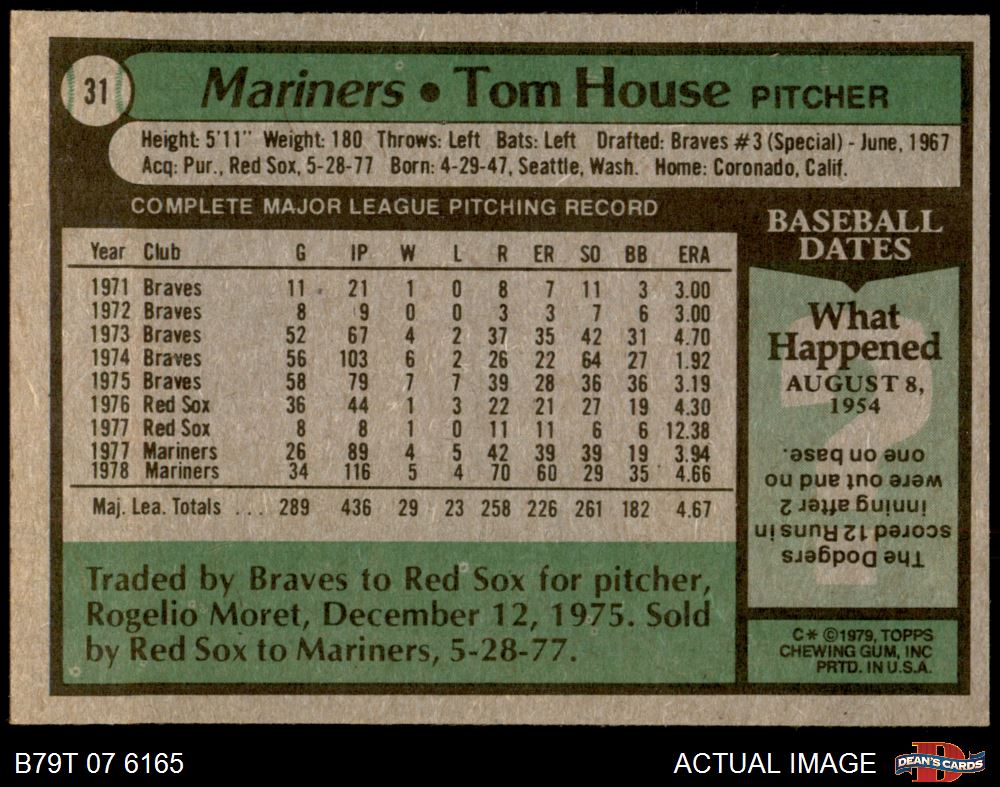 31
Mariners • Tom House PITCHER
Height: 5'11" Weight: 180 Throws: Left Bats: Left Drafted: Braves #3 (Special) - June, 1967
Acq: Pur., Red Sox, 5-28-77 Born: 4-29-47, Seattle, Wash. Home: Coronado, Calif.
COMPLETE MAJOR LEAGUE PITCHING RECORD
Year Club G IP W L R ER SO BB ERA
1971 Braves 11 21 1 0 8 7 11 3 3.00
1972 Braves 8 9 0 0 3 3 7 6 3.00
1973 Braves 52 67 4 2 37 35 42 31 4.70
1974 Braves 56 103 6 2 26 22 64 27 1.92
1975 Braves 58 79 7 7 39 28 36 36 3.19
1976 Red Sox 36 44 1 3 22 21 27 19 4.30
1977 Red Sox 8 8 1 0 11 11 6 6 12.38
1977 Mariners 26 89 4 5 42 39 39 19 3.94
1978 Mariners 34 116 5 4 70 60 29 35 4.66
Maj. Lea. Totals ... 289 436 29 23 258 226 261 182 4.67
Traded by Braves to Red Sox for pitcher,
Rogelio Moret, December 12, 1975. Sold
by Red Sox to Mariners, 5-28-77.
BASEBALL
DATES
What
Happened
AUGUST 8,
1954
?
The Dodgers
scored 12 Runs in
inning after 2
were out and no
one on base.
C* ©1979, TOPPS
CHEWING GUM, INC
PRTD. IN U.S.A.
B79T 07 6165
ACTUAL IMAGE
D
DEAN'S CARDS